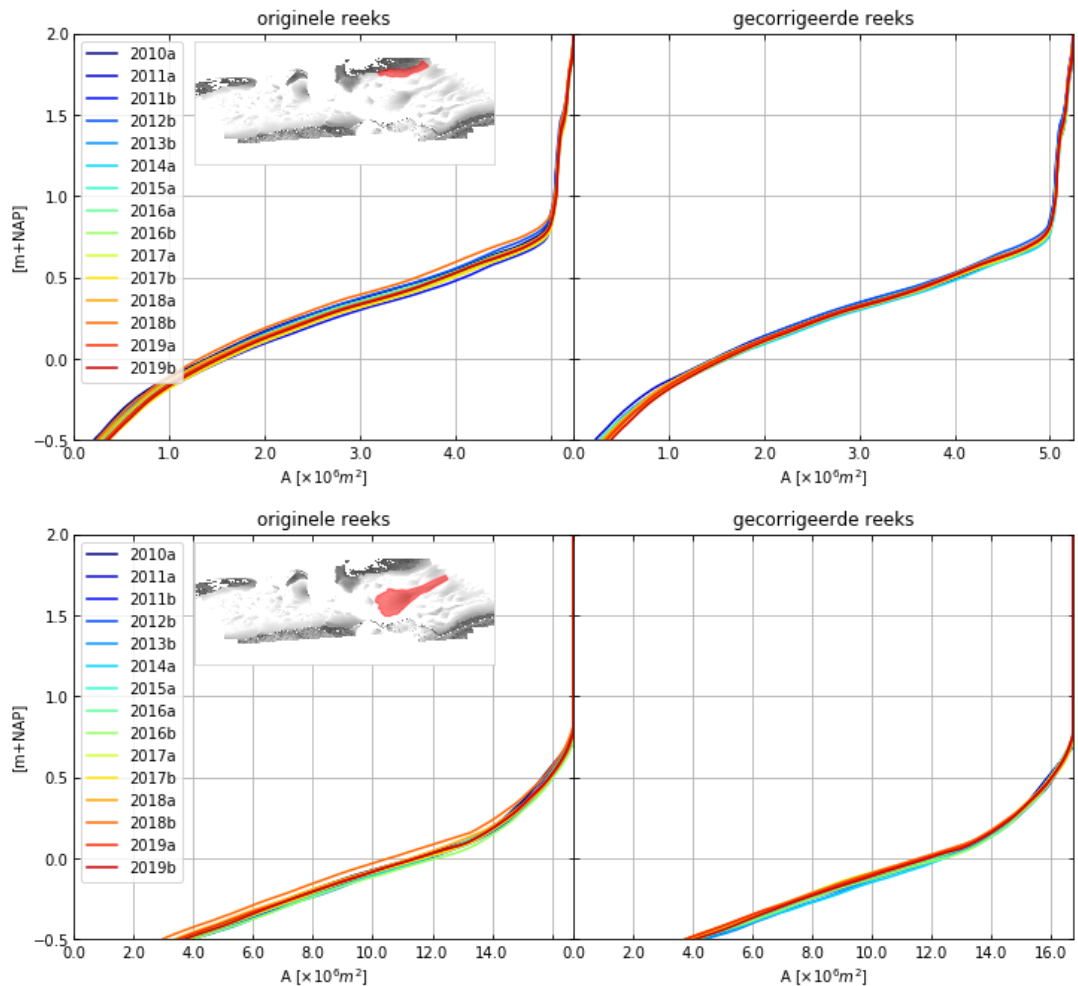 originele reeks
gecorrigeerde reeks
2.0
1.5
1.0
0.5
0.0
−0.5
[m+NAP]
2010a
2011a
2011b
2012b
2013b
2014a
2015a
2016a
2016b
2017a
2017b
2018a
2018b
2019a
2019b
0.0 1.0 2.0 3.0 4.0 0.0 1.0 2.0 3.0 4.0 5.0
A [×10⁶m²]
A [×10⁶m²]
originele reeks
gecorrigeerde reeks
2.0
1.5
1.0
0.5
0.0
−0.5
[m+NAP]
2010a
2011a
2011b
2012b
2013b
2014a
2015a
2016a
2016b
2017a
2017b
2018a
2018b
2019a
2019b
0.0 2.0 4.0 6.0 8.0 10.0 12.0 14.0 0.0 2.0 4.0 6.0 8.0 10.0 12.0 14.0 16.0
A [×10⁶m²]
A [×10⁶m²]